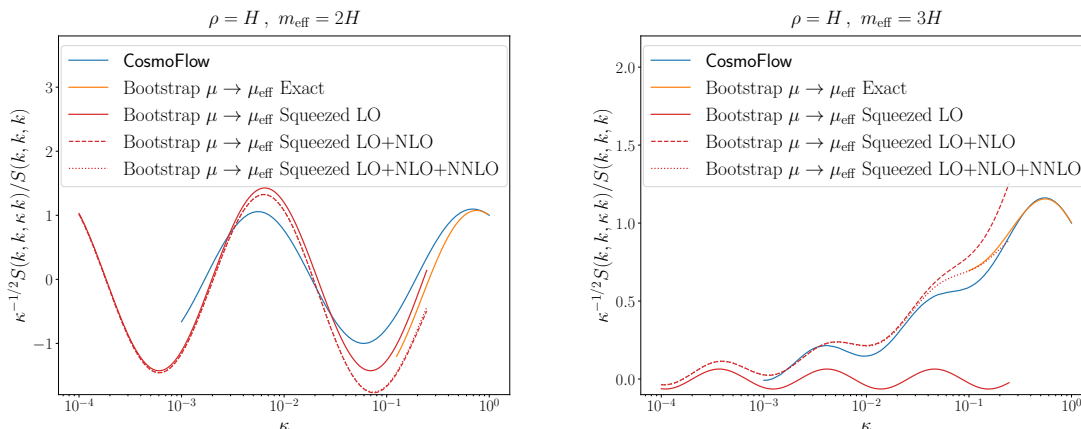 ρ = H , m_eff = 2H
κ^{-1/2}S(k, k, κ k)/S(k, k, k)
3
2
1
0
−1
CosmoFlow
Bootstrap μ → μ_eff Exact
Bootstrap μ → μ_eff Squeezed LO
Bootstrap μ → μ_eff Squeezed LO+NLO
Bootstrap μ → μ_eff Squeezed LO+NLO+NNLO
10^{−4}
10^{−3}
10^{−2}
10^{−1}
10^{0}
κ
ρ = H , m_eff = 3H
κ^{-1/2}S(k, k, κ k)/S(k, k, k)
2.0
1.5
1.0
0.5
0.0
CosmoFlow
Bootstrap μ → μ_eff Exact
Bootstrap μ → μ_eff Squeezed LO
Bootstrap μ → μ_eff Squeezed LO+NLO
Bootstrap μ → μ_eff Squeezed LO+NLO+NNLO
10^{−4}
10^{−3}
10^{−2}
10^{−1}
10^{0}
κ